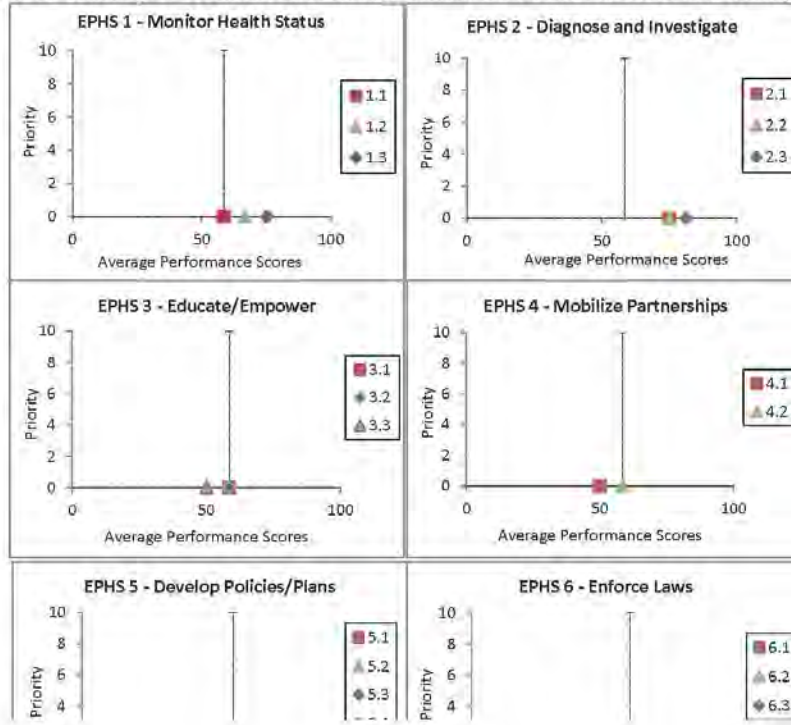 EPHS 1 - Monitor Health Status
10
8
6
4
2
0
Priority
0 50 100
Average Performance Scores
1.1
1.2
1.3
EPHS 2 - Diagnose and Investigate
10
8
6
4
2
0
Priority
0 50 100
Average Performance Scores
2.1
2.2
2.3
EPHS 3 - Educate/Empower
10
8
6
4
2
0
Priority
0 50 100
Average Performance Scores
3.1
3.2
3.3
EPHS 4 - Mobilize Partnerships
10
8
6
4
2
0
Priority
0 50 100
Average Performance Scores
4.1
4.2
EPHS 5 - Develop Policies/Plans
10
8
6
4
Priority
5.1
5.2
5.3
EPHS 6 - Enforce Laws
10
8
6
4
Priority
6.1
6.2
6.3